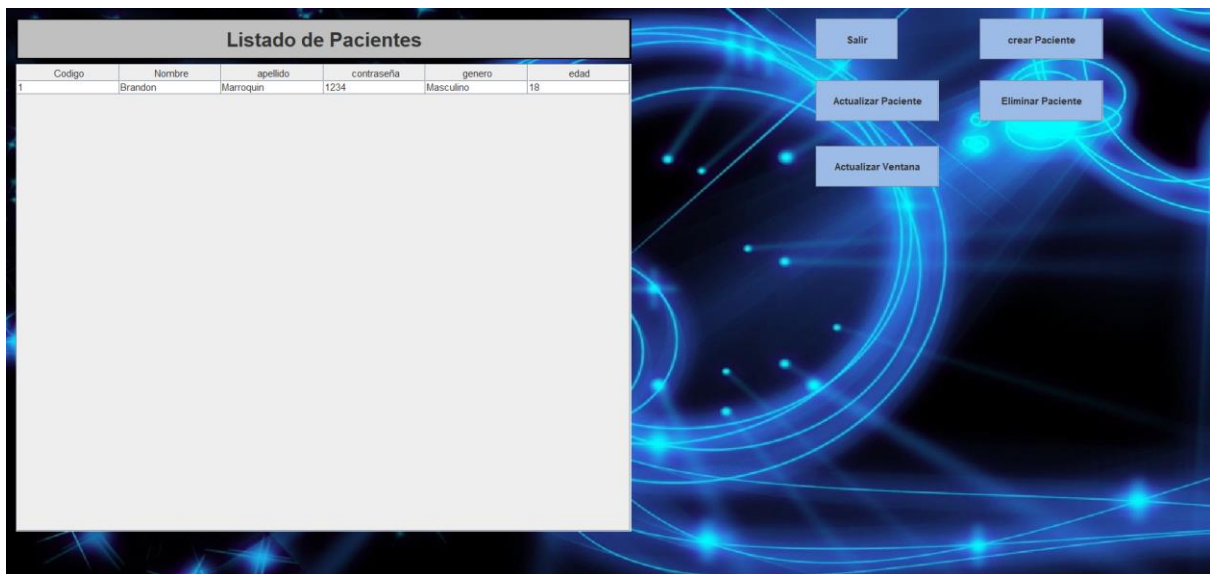 Listado de Pacientes
Codigo Nombre apellido contraseña genero edad
1 Brandon Marroquin 1234 Masculino 18
Salir
crear Paciente
Actualizar Paciente
Eliminar Paciente
Actualizar Ventana